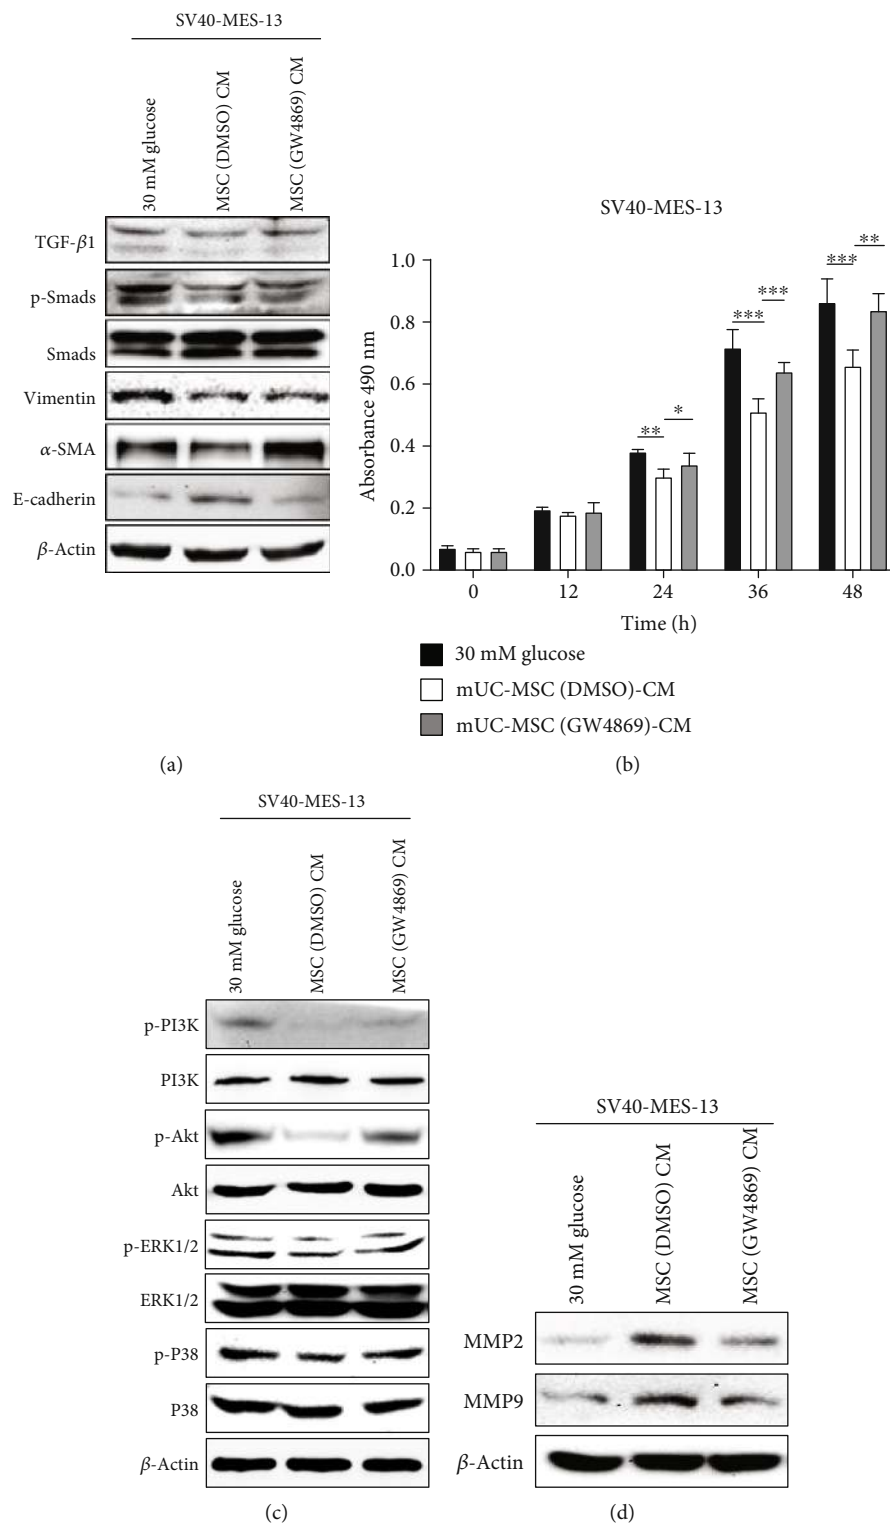 SV40-MES-13
30 mM glucose
MSC (DMSO) CM
MSC (GW4869) CM
TGF-β1
p-Smads
Smads
Vimentin
α-SMA
E-cadherin
β-Actin
(a)
SV40-MES-13
Absorbance 490 nm
1.0
0.8
0.6
0.4
0.2
0.0
** *
*** ***
*** **
0 12 24 36 48
Time (h)
30 mM glucose
mUC-MSC (DMSO)-CM
mUC-MSC (GW4869)-CM
(b)
SV40-MES-13
30 mM glucose
MSC (DMSO) CM
MSC (GW4869) CM
p-PI3K
PI3K
p-Akt
Akt
p-ERK1/2
ERK1/2
p-P38
P38
β-Actin
(c)
SV40-MES-13
30 mM glucose
MSC (DMSO) CM
MSC (GW4869) CM
MMP2
MMP9
β-Actin
(d)